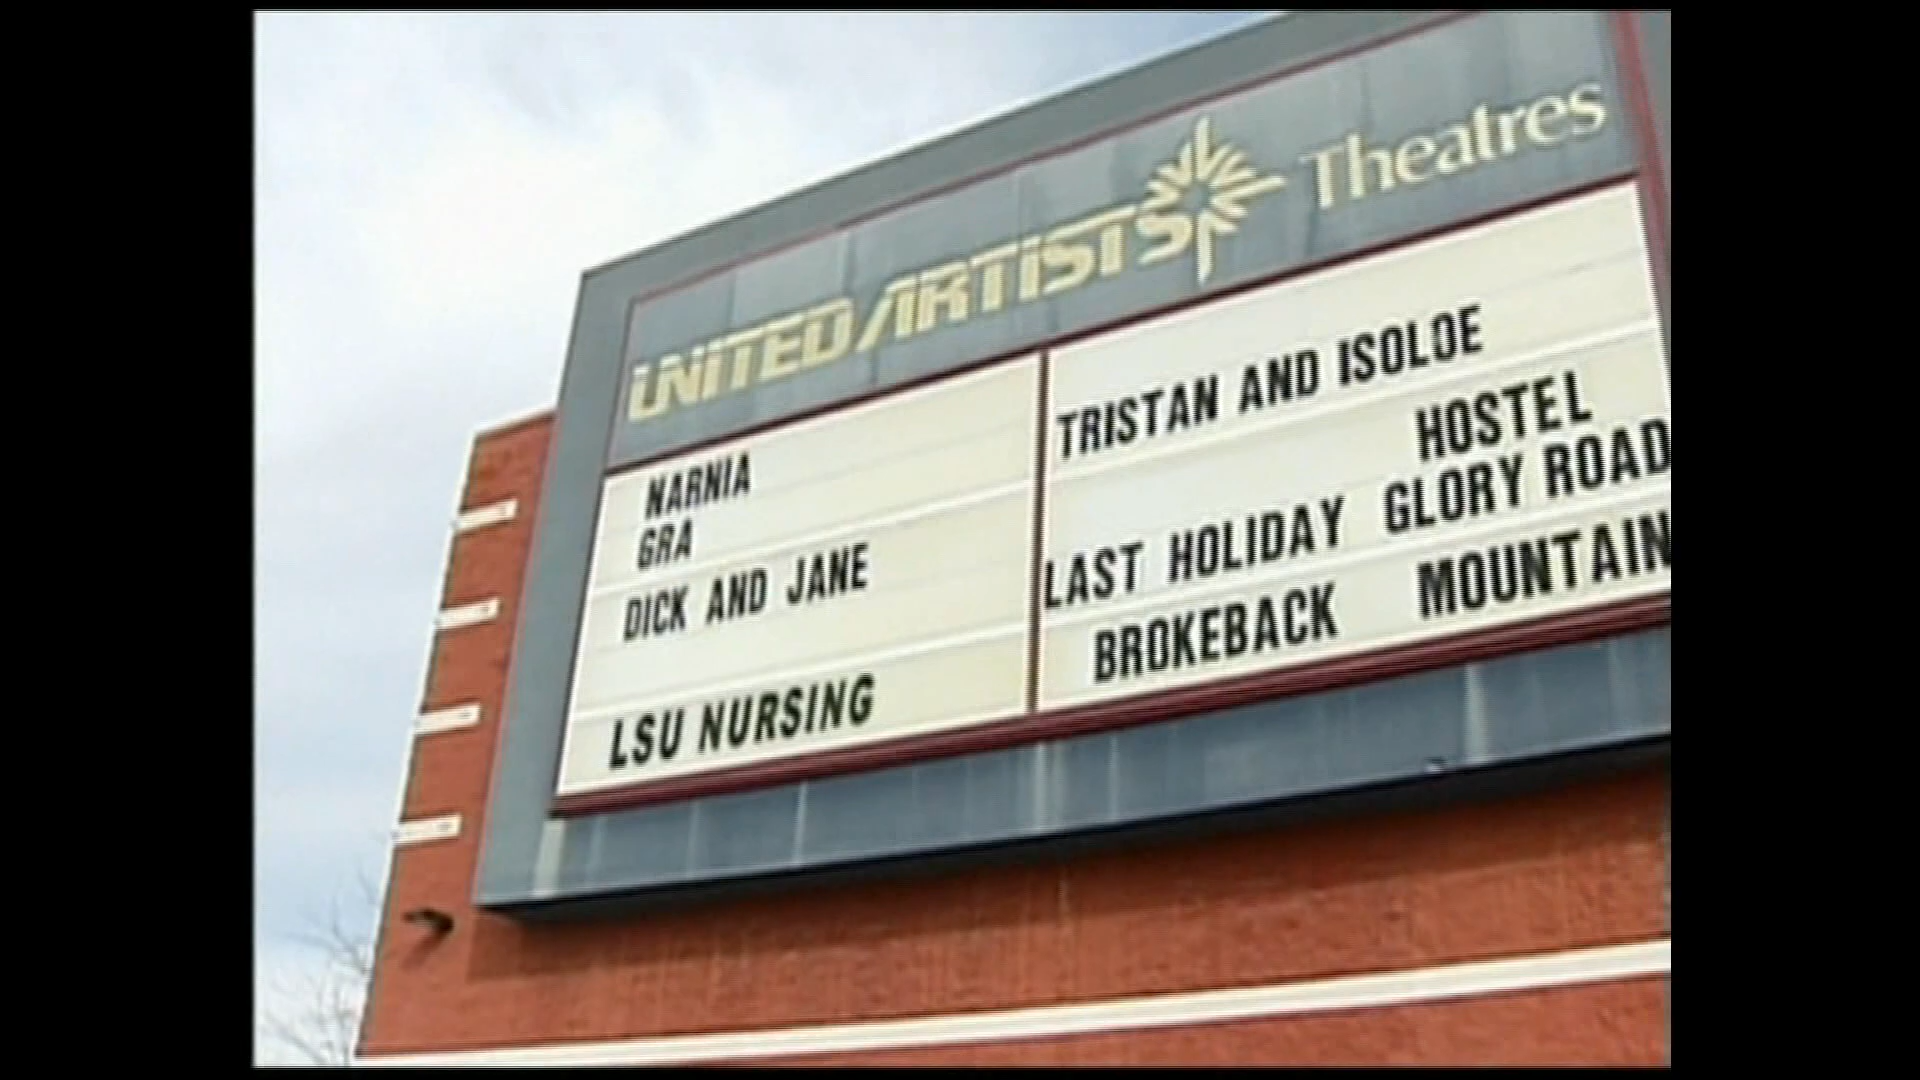 UNITED ARTISTS Theatres
NARNIA
GRA
DICK AND JANE
LSU NURSING
TRISTAN AND ISOLOE
HOSTEL
LAST HOLIDAY GLORY ROAD
BROKEBACK MOUNTAIN